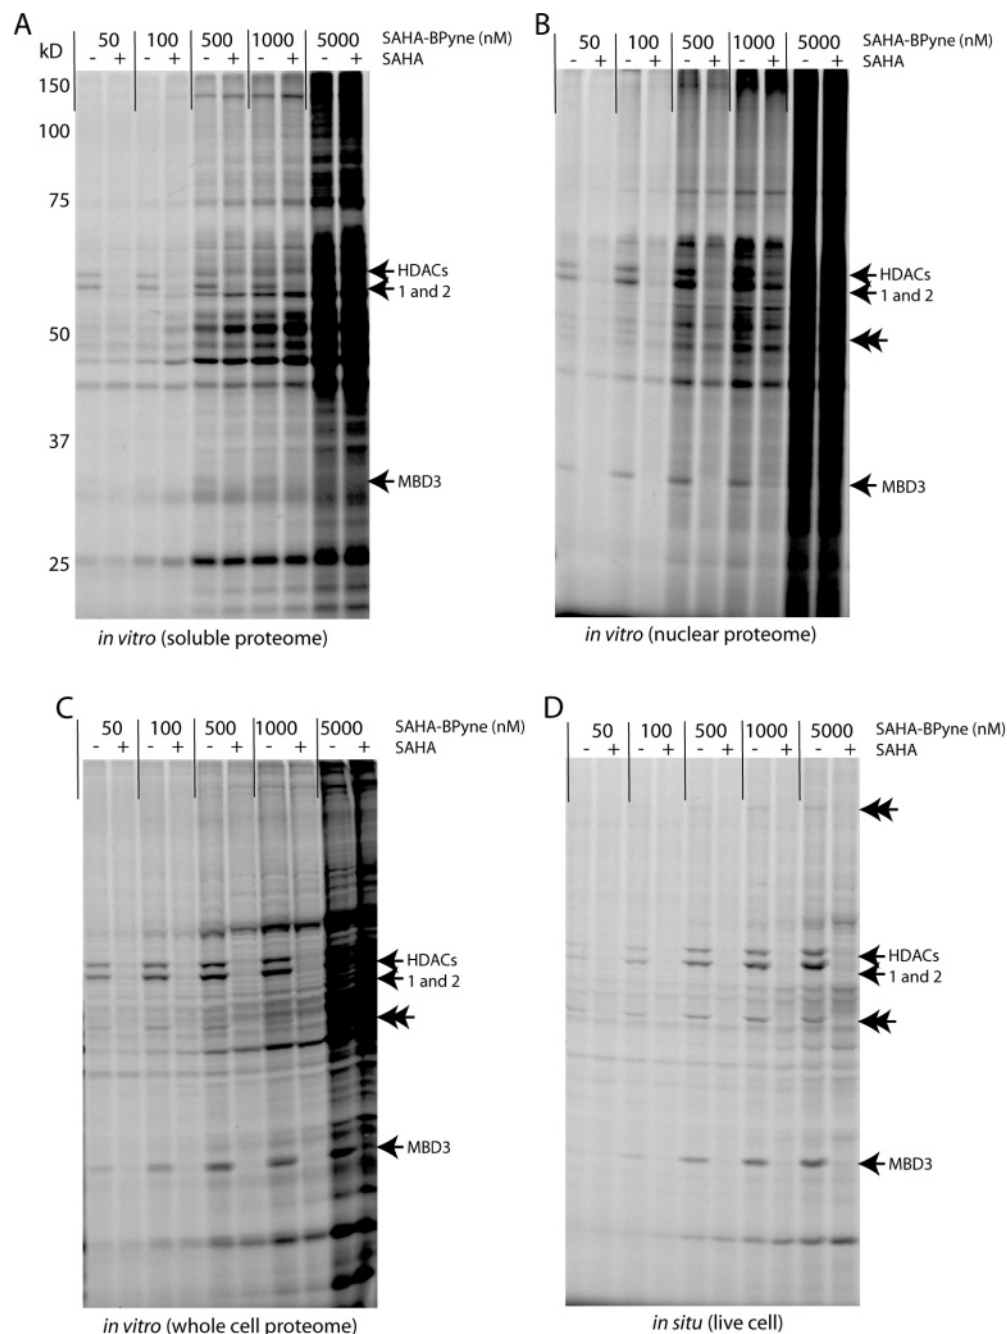 A
kD
50 100 500 1000 5000 SAHA-BPyne (nM)
- + - + - + - + - + SAHA
150
100
75
50
37
25
HDACs
1 and 2
MBD3
in vitro (soluble proteome)
B
50 100 500 1000 5000 SAHA-BPyne (nM)
- + - + - + - + - + SAHA
HDACs
1 and 2
MBD3
in vitro (nuclear proteome)
C
50 100 500 1000 5000 SAHA-BPyne (nM)
- + - + - + - + - + SAHA
HDACs
1 and 2
MBD3
in vitro (whole cell proteome)
D
50 100 500 1000 5000 SAHA-BPyne (nM)
- + - + - + - + - + SAHA
HDACs
1 and 2
MBD3
in situ (live cell)